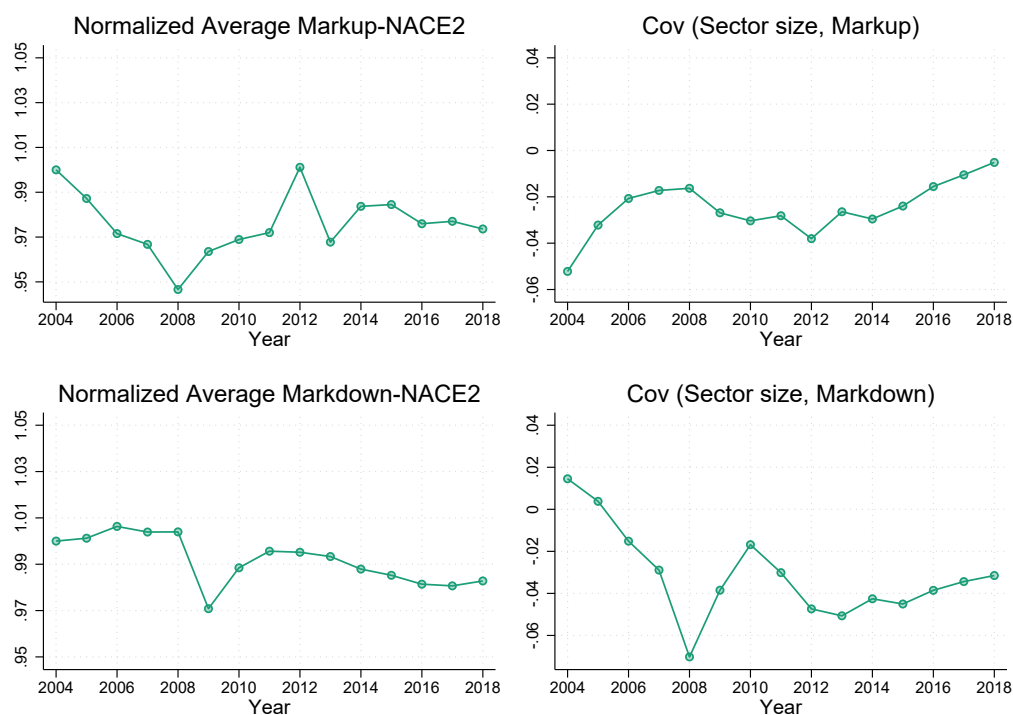 Normalized Average Markup-NACE2
1.05
1.03
1.01
.99
.97
.95
2004 2006 2008 2010 2012 2014 2016 2018
Year
Cov (Sector size, Markup)
.04
.02
0
-.02
-.04
-.06
2004 2006 2008 2010 2012 2014 2016 2018
Year
Normalized Average Markdown-NACE2
1.05
1.03
1.01
.99
.97
.95
2004 2006 2008 2010 2012 2014 2016 2018
Year
Cov (Sector size, Markdown)
.04
.02
0
-.02
-.04
-.06
2004 2006 2008 2010 2012 2014 2016 2018
Year